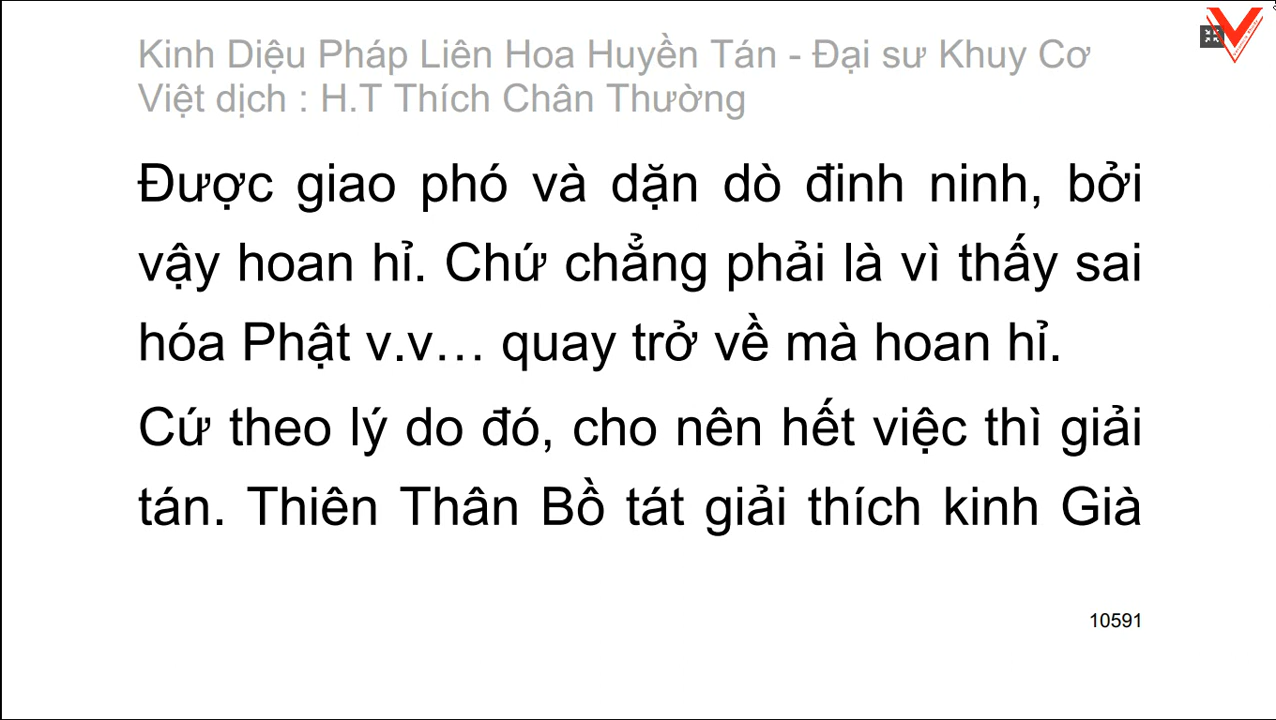 Kinh Diệu Pháp Liên Hoa Huyền Tán - Đại sư Khuy Cơ
Việt dịch : H.T Thích Chân Thường
Được giao phó và dặn dò đinh ninh, bởi
vậy hoan hỉ. Chứ chẳng phải là vì thấy sai
hóa Phật v.v… quay trở về mà hoan hỉ.
Cứ theo lý do đó, cho nên hết việc thì giải
tán. Thiên Thân Bồ tát giải thích kinh Già
10591